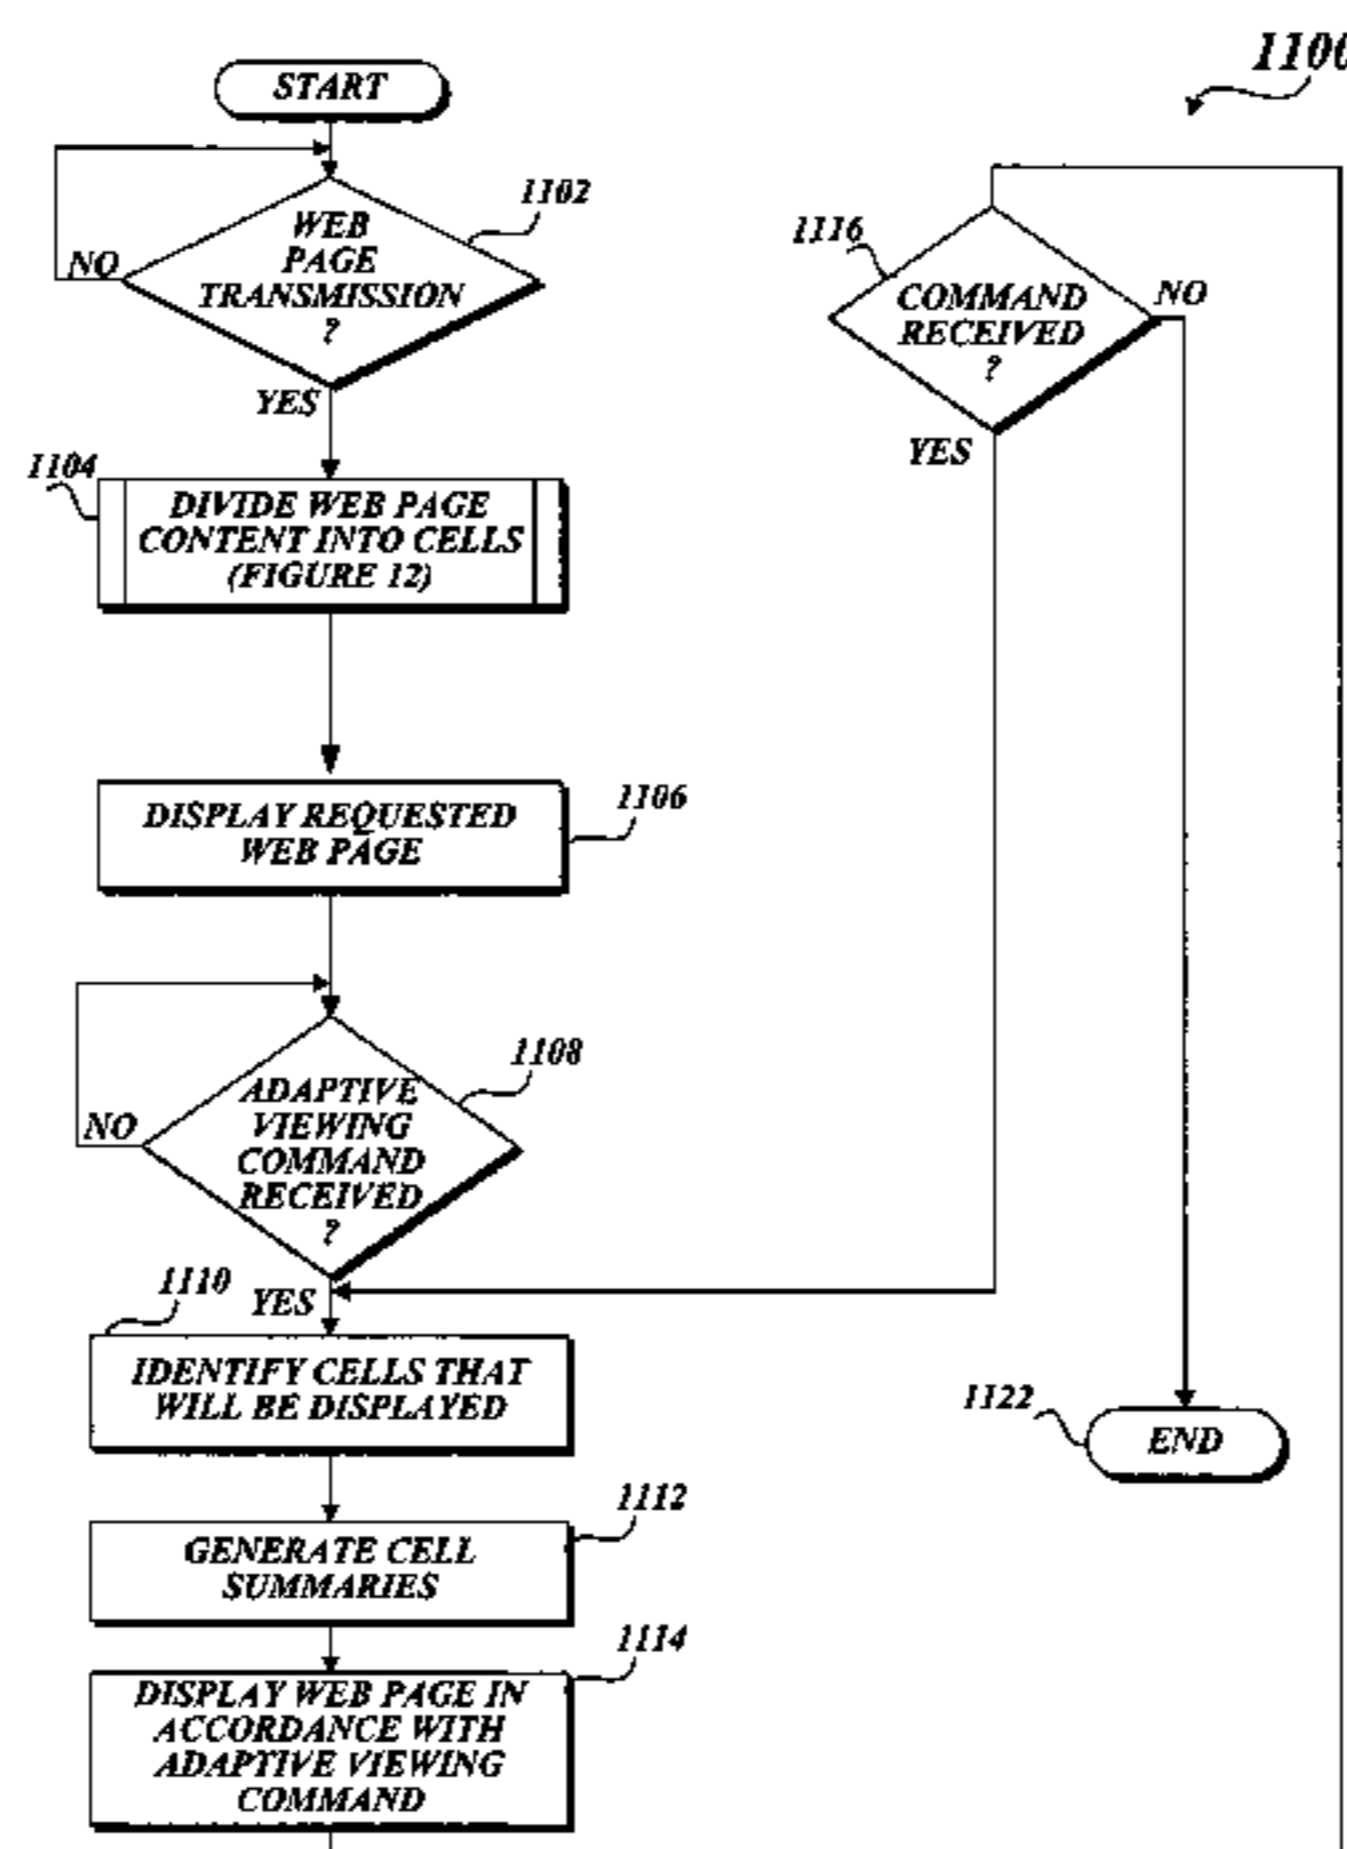 1100
START
1102
WEB
PAGE
TRANSMISSION
?
NO
YES
1104
DIVIDE WEB PAGE
CONTENT INTO CELLS
(FIGURE 12)
DISPLAY REQUESTED
WEB PAGE
1106
1108
ADAPTIVE
VIEWING
COMMAND
RECEIVED
?
NO
YES
1110
IDENTIFY CELLS THAT
WILL BE DISPLAYED
1112
GENERATE CELL
SUMMARIES
1114
DISPLAY WEB PAGE IN
ACCORDANCE WITH
ADAPTIVE VIEWING
COMMAND
1116
COMMAND
RECEIVED
?
NO
YES
1122
END